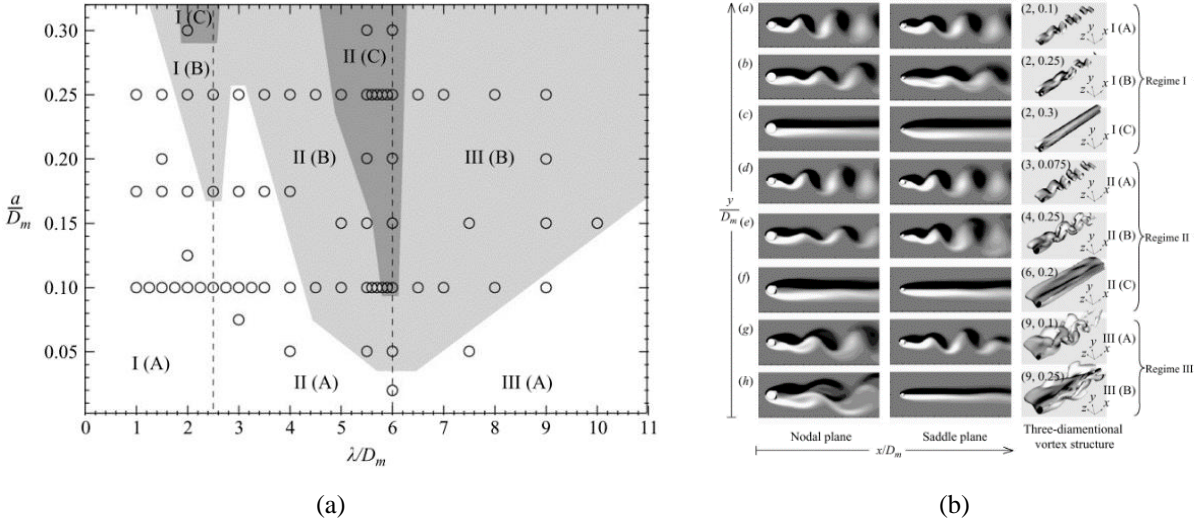 0.30
0.25
0.20
a
D_m
0.15
0.10
0.05
I (C)
I (B)
II (C)
II (B)
III (B)
I (A)
II (A)
III (A)
0 1 2 3 4 5 6 7 8 9 10 11
λ/D_m
(a)
(a) (2, 0.1) y z x I (A)
(b) (2, 0.25) y z x I (B) Regime I
(c) (2, 0.3) y z x I (C)
(d) (3, 0.075) y z x II (A)
y
D_m
(e) (4, 0.25) y z x II (B) Regime II
(f) (6, 0.2) y z x II (C)
(g) (9, 0.1) y z x III (A)
Regime III
(h) (9, 0.25) y z x III (B)
Nodal plane Saddle plane Three-diamentional
vortex structure
x/D_m
(b)